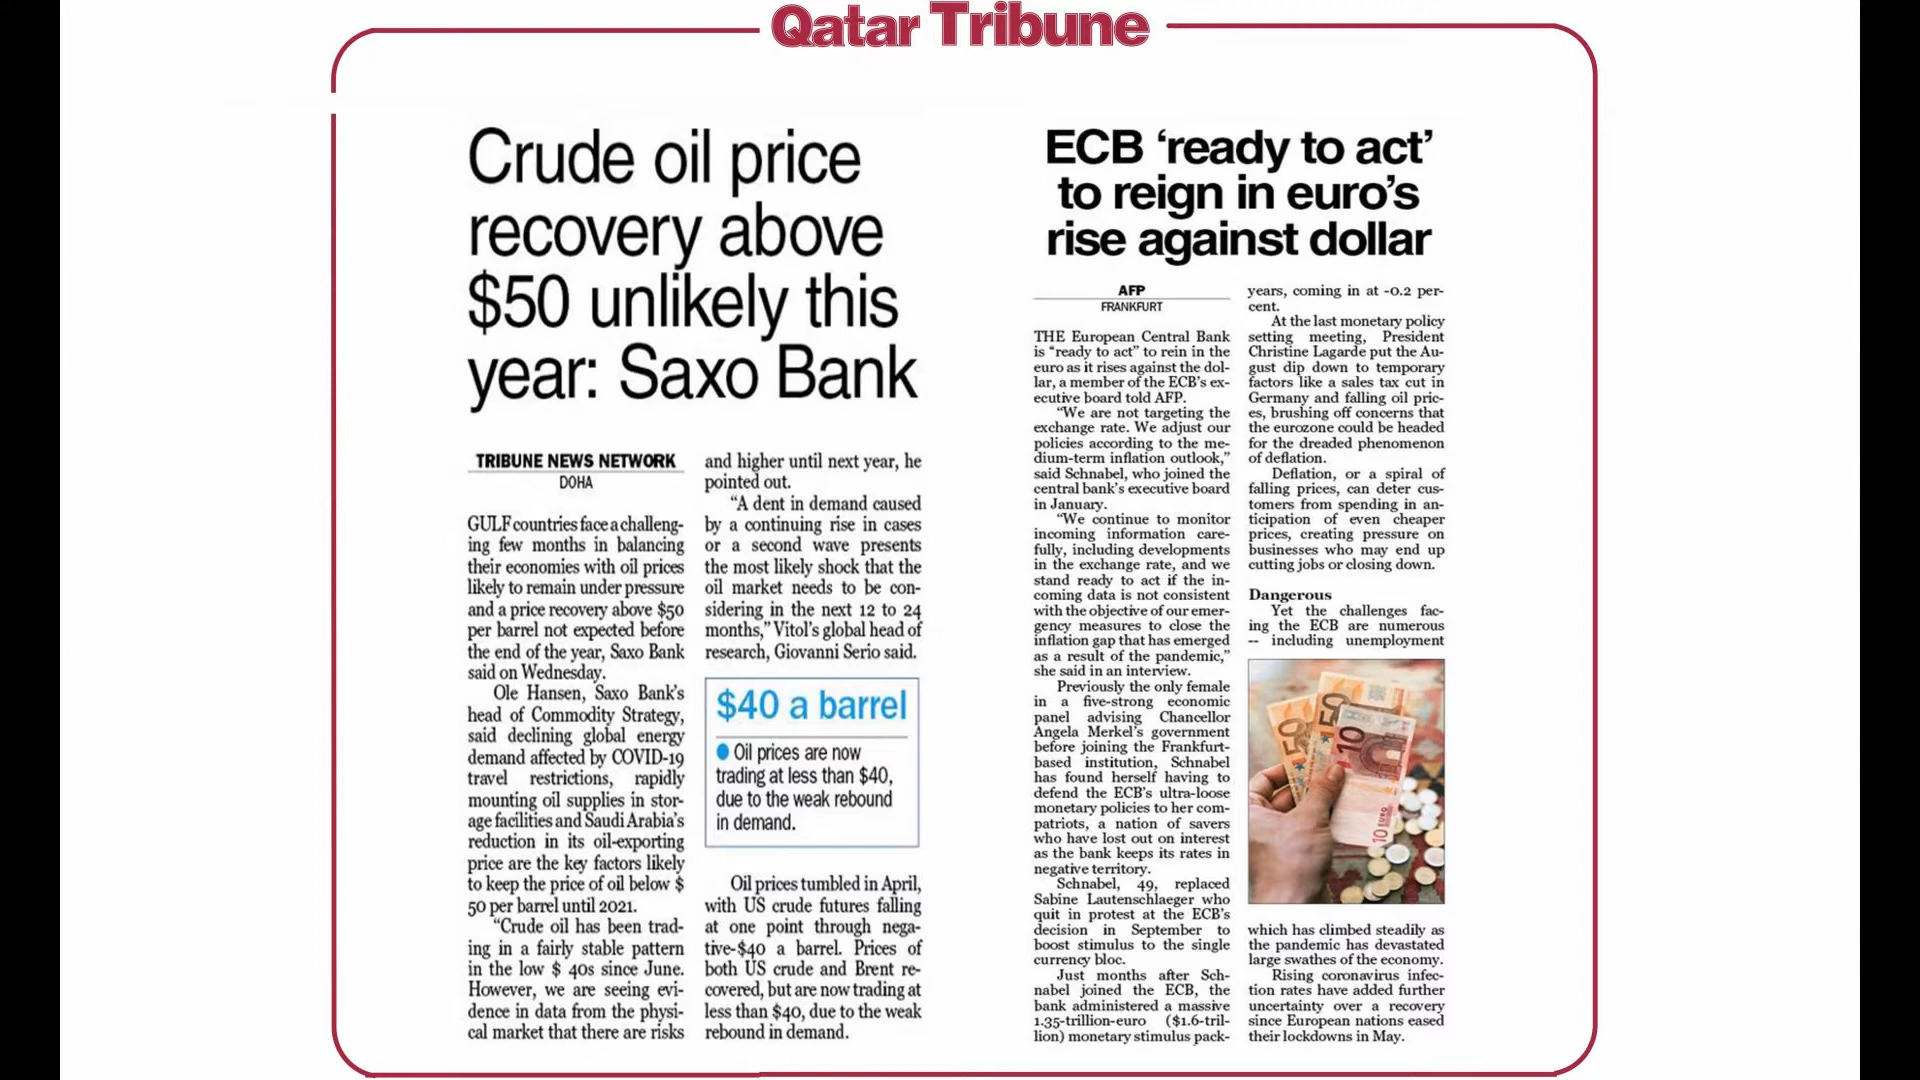 Qatar Tribune
Crude oil price
recovery above
$50 unlikely this
year: Saxo Bank
TRIBUNE NEWS NETWORK
DOHA
GULF countries face a challeng-
ing few months in balancing
their economies with oil prices
likely to remain under pressure
and a price recovery above $50
per barrel not expected before
the end of the year, Saxo Bank
said on Wednesday.
Ole Hansen, Saxo Bank's
head of Commodity Strategy,
said declining global energy
demand affected by COVID-19
travel restrictions, rapidly
mounting oil supplies in stor-
age facilities and Saudi Arabia's
reduction in its oil-exporting
price are the key factors likely
to keep the price of oil below $
50 per barrel until 2021.
"Crude oil has been trad-
ing in a fairly stable pattern
in the low $ 40s since June.
However, we are seeing evi-
dence in data from the physi-
cal market that there are risks
and higher until next year, he
pointed out.
"A dent in demand caused
by a continuing rise in cases
or a second wave presents
the most likely shock that the
oil market needs to be con-
sidering in the next 12 to 24
months," Vitol's global head of
research, Giovanni Serio said.
$40 a barrel
Oil prices are now
trading at less than $40,
due to the weak rebound
in demand.
Oil prices tumbled in April,
with US crude futures falling
at one point through nega-
tive-$40 a barrel. Prices of
both US crude and Brent re-
covered, but are now trading at
less than $40, due to the weak
rebound in demand.
ECB 'ready to act'
to reign in euro's
rise against dollar
AFP
FRANKFURT
THE European Central Bank
is "ready to act" to rein in the
euro as it rises against the dol-
lar, a member of the ECB's ex-
ecutive board told AFP.
"We are not targeting the
exchange rate. We adjust our
policies according to the me-
dium-term inflation outlook,"
said Schnabel, who joined the
central bank's executive board
in January.
"We continue to monitor
incoming information care-
fully, including developments
in the exchange rate, and we
stand ready to act if the in-
coming data is not consistent
with the objective of our emer-
gency measures to close the
inflation gap that has emerged
as a result of the pandemic,"
she said in an interview.
Previously the only female
in a five-strong economic
panel advising Chancellor
Angela Merkel's government
before joining the Frankfurt-
based institution, Schnabel
has found herself having to
defend the ECB's ultra-loose
monetary policies to her com-
patriots, a nation of savers
who have lost out on interest
as the bank keeps its rates in
negative territory.
Schnabel, 49, replaced
Sabine Lautenschlaeger who
quit in protest at the ECB's
decision in September to
boost stimulus to the single
currency bloc.
Just months after Sch-
nabel joined the ECB, the
bank administered a massive
1.35-trillion-euro ($1.6-tril-
lion) monetary stimulus pack-
years, coming in at -0.2 per-
cent.
At the last monetary policy
setting meeting, President
Christine Lagarde put the Au-
gust dip down to temporary
factors like a sales tax cut in
Germany and falling oil pric-
es, brushing off concerns that
the eurozone could be headed
for the dreaded phenomenon
of deflation.
Deflation, or a spiral of
falling prices, can deter cus-
tomers from spending in an-
ticipation of even cheaper
prices, creating pressure on
businesses who may end up
cutting jobs or closing down.
Dangerous
Yet the challenges fac-
ing the ECB are numerous
-- including unemployment
50
50
10
10 EURO
which has climbed steadily as
the pandemic has devastated
large swathes of the economy.
Rising coronavirus infec-
tion rates have added further
uncertainty over a recovery
since European nations eased
their lockdowns in May.